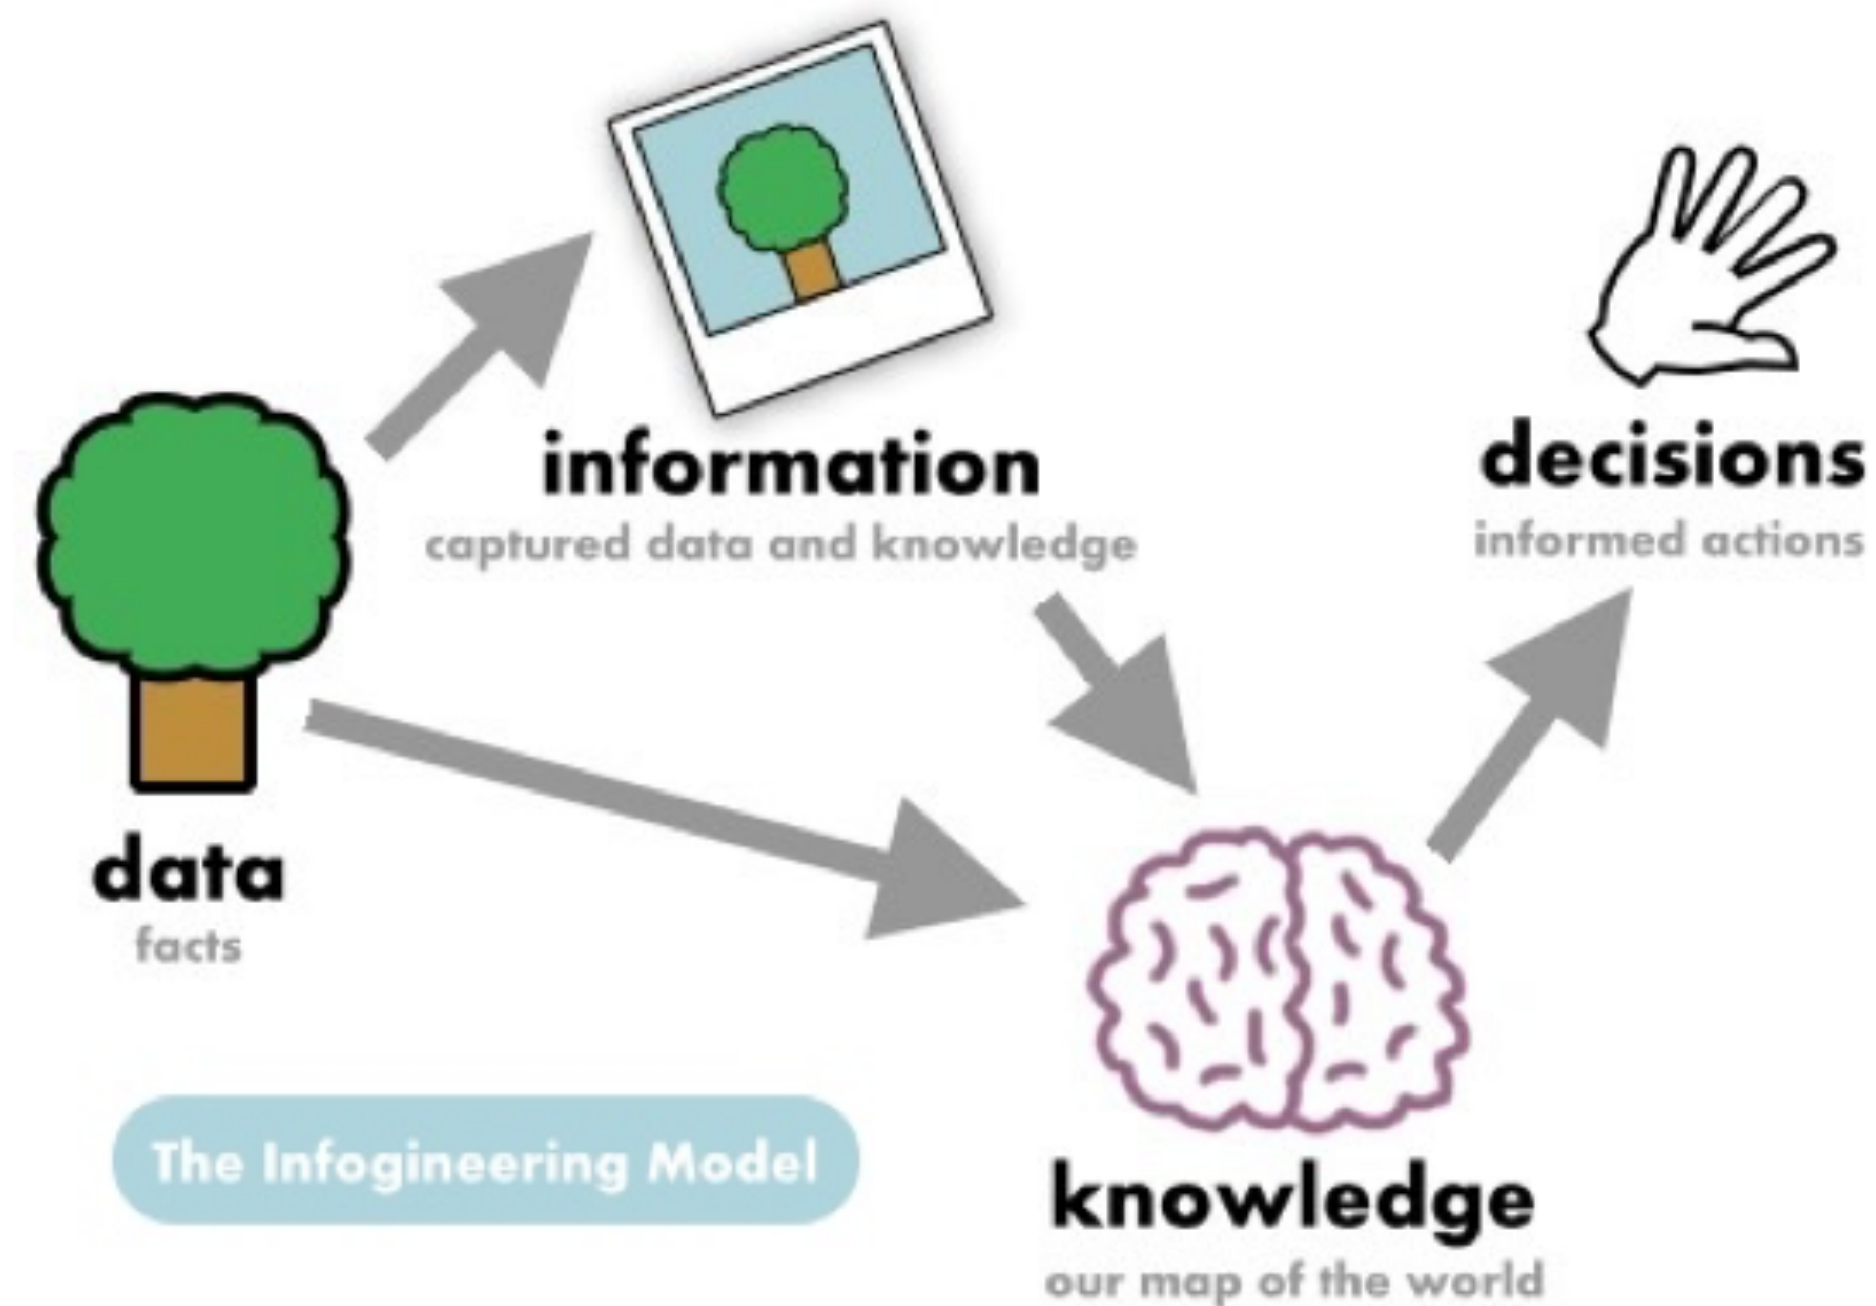 information
captured data and knowledge
decisions
informed actions
data
facts
The Infogineering Model
knowledge
our map of the world